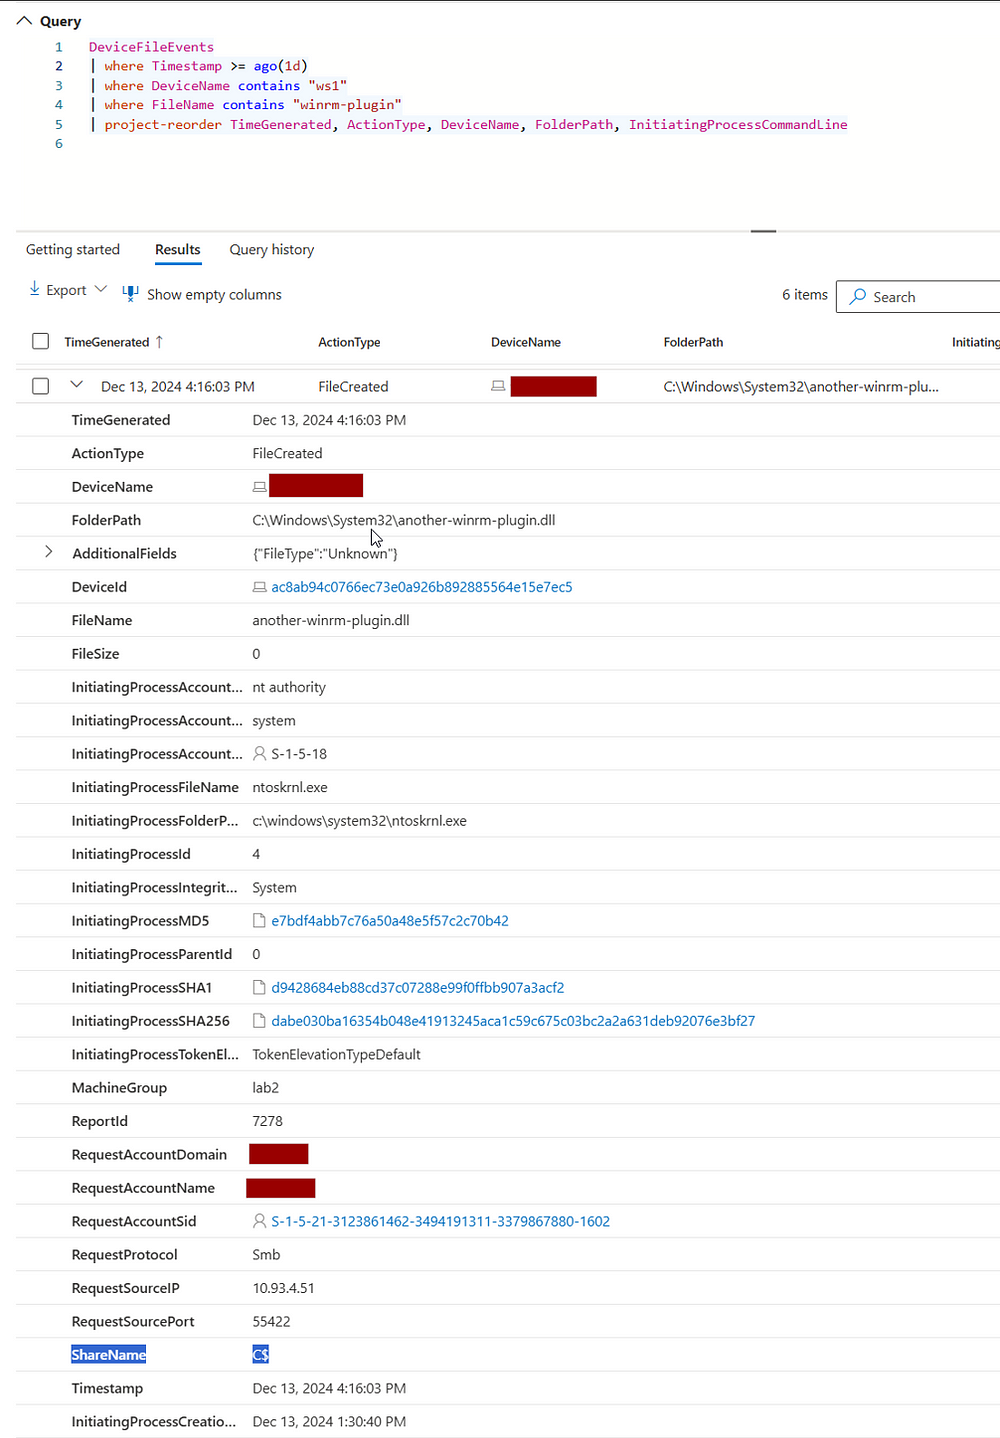 Query
1 DeviceFileEvents
2 | where Timestamp >= ago(1d)
3 | where DeviceName contains "ws1"
4 | where FileName contains "winrm-plugin"
5 | project-reorder TimeGenerated, ActionType, DeviceName, FolderPath, InitiatingProcessCommandLine
6
Getting started Results Query history
Export Show empty columns 6 items Search
TimeGenerated ↑ ActionType DeviceName FolderPath Initiating
Dec 13, 2024 4:16:03 PM FileCreated C:\Windows\System32\another-winrm-plu...
TimeGenerated Dec 13, 2024 4:16:03 PM
ActionType FileCreated
DeviceName
FolderPath C:\Windows\System32\another-winrm-plugin.dll
AdditionalFields {"FileType":"Unknown"}
DeviceId ac8ab94c0766ec73e0a926b892885564e15e7ec5
FileName another-winrm-plugin.dll
FileSize 0
InitiatingProcessAccount... nt authority
InitiatingProcessAccount... system
InitiatingProcessAccount... S-1-5-18
InitiatingProcessFileName ntoskrnl.exe
InitiatingProcessFolderP... c:\windows\system32\ntoskrnl.exe
InitiatingProcessId 4
InitiatingProcessIntegrit... System
InitiatingProcessMD5 e7bdf4abb7c76a50a48e5f57c2c70b42
InitiatingProcessParentId 0
InitiatingProcessSHA1 d9428684eb88cd37c07288e99f0ffbb907a3acf2
InitiatingProcessSHA256 dabe030ba16354b048e41913245aca1c59c675c03bc2a2a631deb92076e3bf27
InitiatingProcessTokenEl... TokenElevationTypeDefault
MachineGroup lab2
ReportId 7278
RequestAccountDomain
RequestAccountName
RequestAccountSid S-1-5-21-3123861462-3494191311-3379867880-1602
RequestProtocol Smb
RequestSourceIP 10.93.4.51
RequestSourcePort 55422
ShareName C$
Timestamp Dec 13, 2024 4:16:03 PM
InitiatingProcessCreatio... Dec 13, 2024 1:30:40 PM